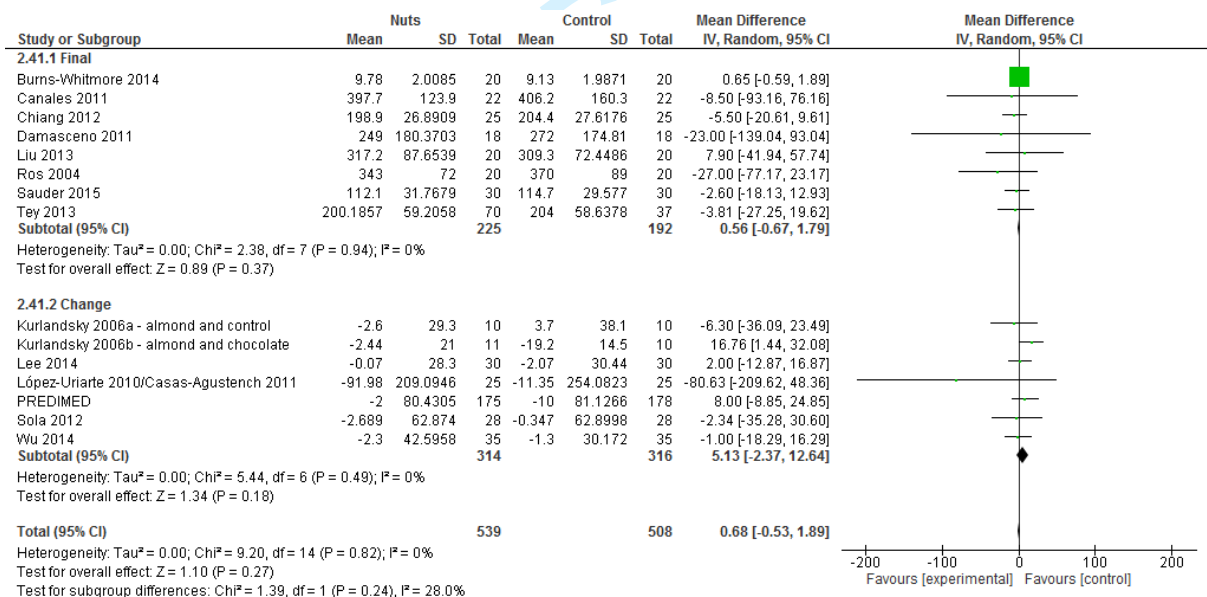 Nuts Control Mean Difference Mean Difference
Study or Subgroup Mean SD Total Mean SD Total IV, Random, 95% CI IV, Random, 95% CI
2.41.1 Final
Burns-Whitmore 2014 9.78 2.0085 20 9.13 1.9871 20 0.65 [-0.59, 1.89]
Canales 2011 397.7 123.9 22 406.2 160.3 22 -8.50 [-93.16, 76.16]
Chiang 2012 198.9 26.8909 25 204.4 27.6176 25 -5.50 [-20.61, 9.61]
Damasceno 2011 249 180.3703 18 272 174.81 18 -23.00 [-139.04, 93.04]
Liu 2013 317.2 87.6539 20 309.3 72.4486 20 7.90 [-41.94, 57.74]
Ros 2004 343 72 20 370 89 20 -27.00 [-77.17, 23.17]
Sauder 2015 112.1 31.7679 30 114.7 29.577 30 -2.60 [-18.13, 12.93]
Tey 2013 200.1857 59.2058 70 204 58.6378 37 -3.81 [-27.25, 19.62]
Subtotal (95% CI) 225 192 0.56 [-0.67, 1.79]
Heterogeneity: Tau² = 0.00; Chi² = 2.38, df = 7 (P = 0.94); I² = 0%
Test for overall effect: Z = 0.89 (P = 0.37)
2.41.2 Change
Kurlandsky 2006a - almond and control -2.6 29.3 10 3.7 38.1 10 -6.30 [-36.09, 23.49]
Kurlandsky 2006b - almond and chocolate -2.44 21 11 -19.2 14.5 10 16.76 [1.44, 32.08]
Lee 2014 -0.07 28.3 30 -2.07 30.44 30 2.00 [-12.87, 16.87]
López-Uriarte 2010/Casas-Agustench 2011 -91.98 209.0946 25 -11.35 254.0823 25 -80.63 [-209.62, 48.36]
PREDIMED -2 80.4305 175 -10 81.1266 178 8.00 [-8.85, 24.85]
Sola 2012 -2.689 62.874 28 -0.347 62.8998 28 -2.34 [-35.28, 30.60]
Wu 2014 -2.3 42.5958 35 -1.3 30.172 35 -1.00 [-18.29, 16.29]
Subtotal (95% CI) 314 316 5.13 [-2.37, 12.64]
Heterogeneity: Tau² = 0.00; Chi² = 5.44, df = 6 (P = 0.49); I² = 0%
Test for overall effect: Z = 1.34 (P = 0.18)
Total (95% CI) 539 508 0.68 [-0.53, 1.89]
Heterogeneity: Tau² = 0.00; Chi² = 9.20, df = 14 (P = 0.82); I² = 0%
Test for overall effect: Z = 1.10 (P = 0.27)
Test for subgroup differences: Chi² = 1.39, df = 1 (P = 0.24), I² = 28.0%
-200 -100 0 100 200
Favours [experimental] Favours [control]